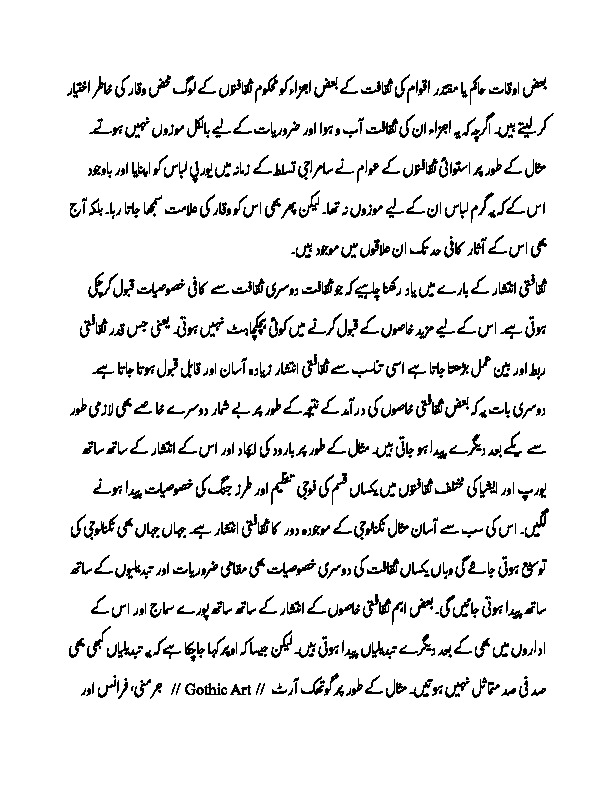 بعض اوقات حاکم یا مقتدر اقوام کی ثقافت کے بعض اجزاء کو محکوم ثقافتوں کے لوگ محض وقار کی خاطر اختیار
کر لیتے ہیں۔ اگرچہ کہ یہ اجزاء ان کی ثقافت آب و ہوا اور ضروریات کے لیے بالکل موزوں نہیں ہوتے۔
مثال کے طور پر استوائی ثقافتوں کے عوام نے سامراجی تسلط کے زمانہ میں یورپی لباس کو اپنایا اور باوجود
اس کے کہ یہ گرم لباس ان کے لیے موزوں نہ تھا۔ لیکن پھر بھی اس کو وقار کی علامت سمجھا جاتا رہا۔ بلکہ آج
بھی اس کے آثار کافی حد تک ان علاقوں میں موجود ہیں۔
ثقافتی انتشار کے بارے میں یاد رکھنا چاہیے کہ جو ثقافت دوسری ثقافت سے کافی خصوصیات قبول کرچکی
ہوتی ہے۔ اس کے لیے مزید خاصوں کے قبول کرنے میں کوئی ہچکچاہٹ نہیں ہوتی۔ یعنی جس قدر ثقافتی
ربط اور بین عمل بڑھتا جاتا ہے اسی تناسب سے ثقافتی انتشار زیادہ آسان اور قابل قبول ہوتا جاتا ہے۔
دوسری بات یہ کہ بعض ثقافتی خاصوں کی در آمد کے نتیجہ کے طور پر بے شمار دوسرے خاصے بھی لازمی طور
سے یکے بعد دیگرے پیدا ہو جاتی ہیں۔ مثال کے طور پر بارود کی ایجاد اور اس کے انتشار کے ساتھ ساتھ
یورپ اور ایشیا کی مختلف ثقافتوں میں یکساں قسم کی فوجی تنظیم اور طرز جنگ کی خصوصیات پیدا ہونے
لگیں۔ اس کی سب سے آسان مثال تکنالوجی کے موجودہ دور کا ثقافتی انتشار ہے۔ جہاں جہاں بھی تکنالوجی کی
توسیع ہوتی جائے گی وہاں یکساں ثقافت کی دوسری خصوصیات بھی مقامی ضروریات اور تبدیلیوں کے ساتھ
ساتھ پیدا ہوتی جائیں گی۔ بعض اہم ثقافتی خاصوں کے انتشار کے ساتھ ساتھ پورے سماج اور اس کے
اداروں میں بھی کے بعد دیگرے تبدیلیاں پیدا ہوتی ہیں۔ لیکن جیسا کہ اوپر کہا جاچکا ہے کہ یہ تبدیلیاں کبھی بھی
صد فی صد متماثل نہیں ہوتیں۔ مثال کے طور پر گوتھک آرٹ // Gothic Art // جرمنی، فرانس اور